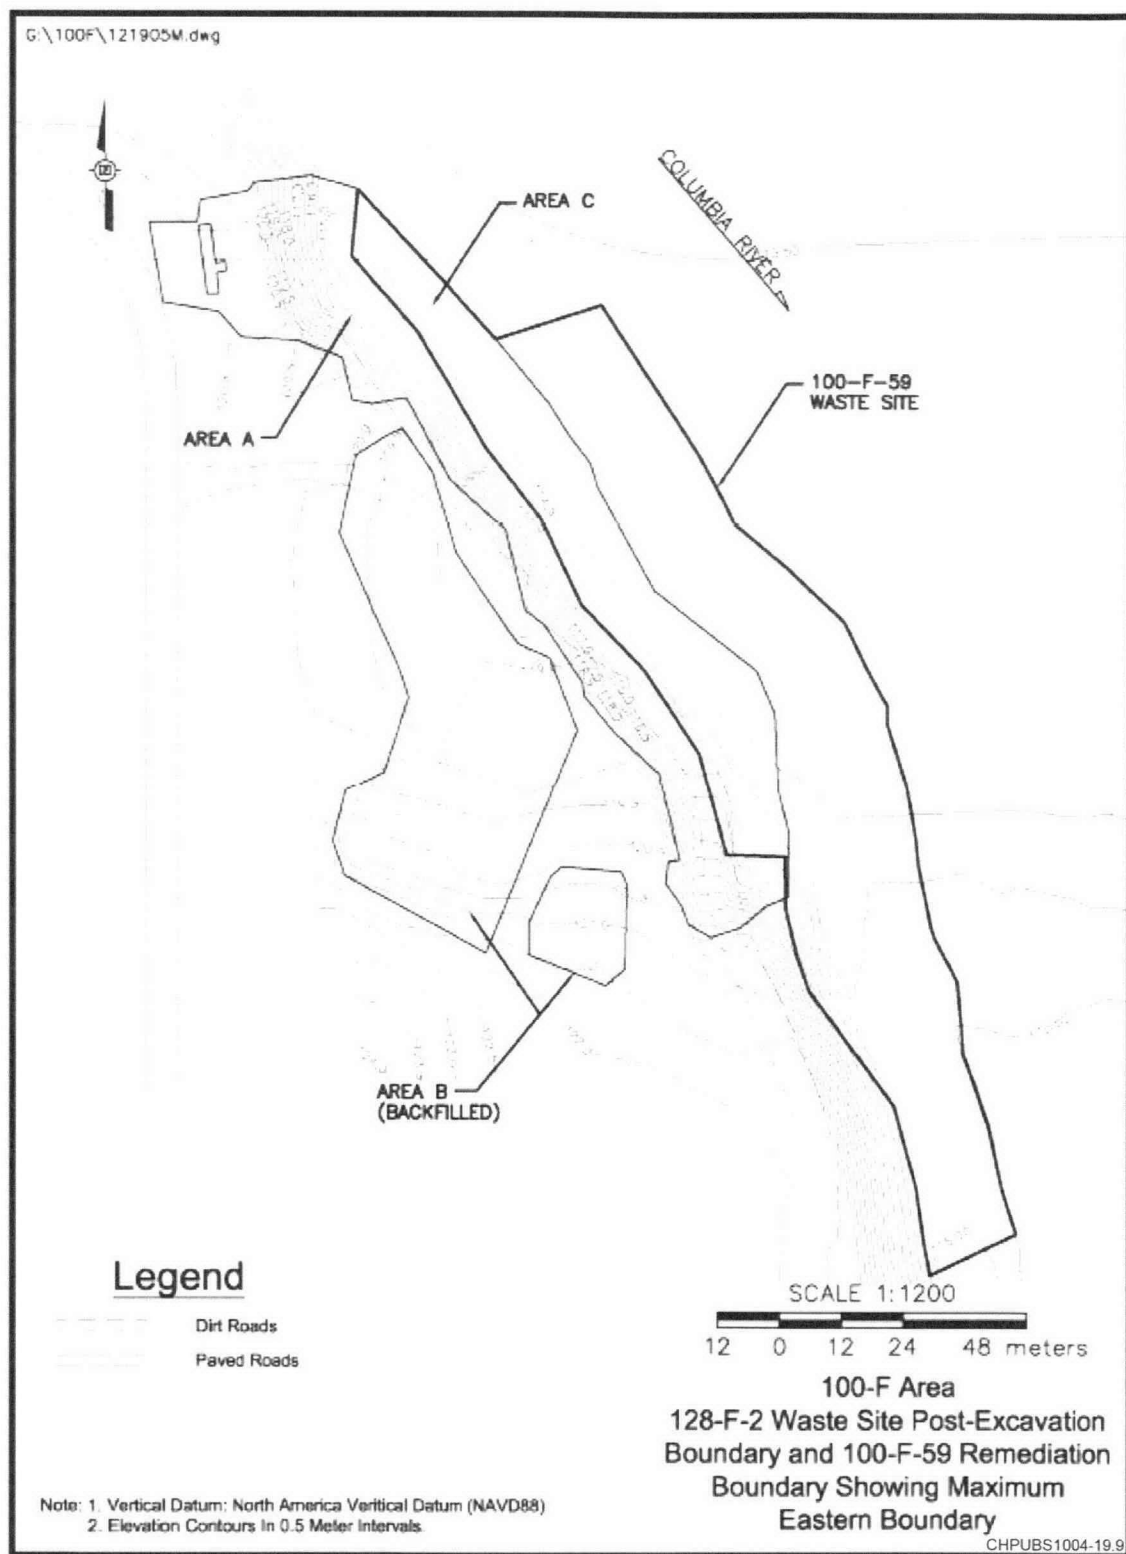 G:\100F\121905M.dwg
COLUMBIA RIVER
AREA C
100-F-59
WASTE SITE
AREA A
AREA B
(BACKFILLED)
Legend
Dirt Roads
Paved Roads
SCALE 1:1200
12 0 12 24 48 meters
100-F Area
128-F-2 Waste Site Post-Excavation
Boundary and 100-F-59 Remediation
Boundary Showing Maximum
Eastern Boundary
Note: 1. Vertical Datum: North America Veritical Datum (NAVD88)
2. Elevation Contours In 0.5 Meter Intervals.
CHPUBS1004-19.9